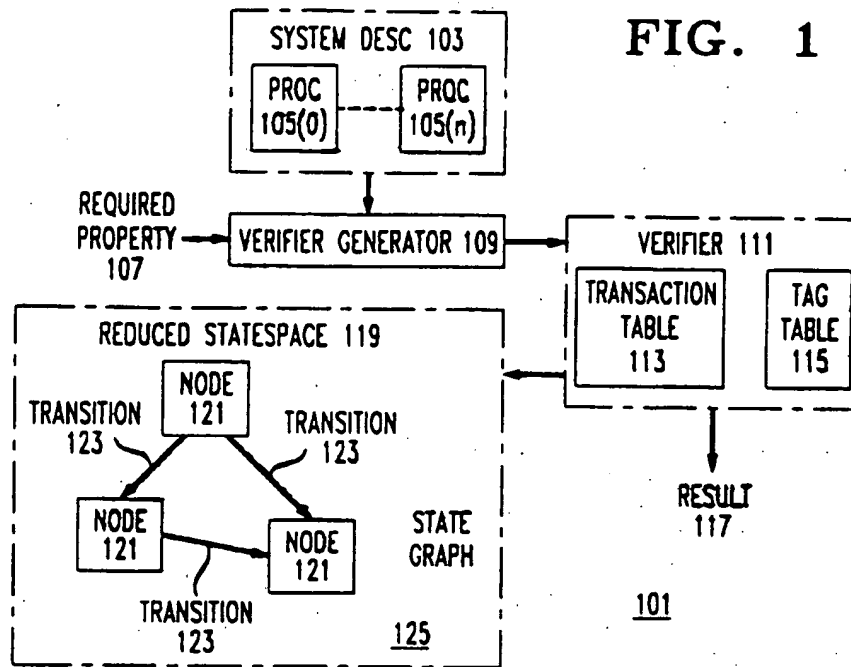 FIG. 1
SYSTEM DESC 103
PROC
105(0)
PROC
105(n)
REQUIRED
PROPERTY
107
VERIFIER GENERATOR 109
VERIFIER 111
TRANSACTION
TABLE
113
TAG
TABLE
115
REDUCED STATESPACE 119
NODE
121
TRANSITION
123
TRANSITION
123
NODE
121
NODE
121
TRANSITION
123
STATE
GRAPH
125
RESULT
117
101